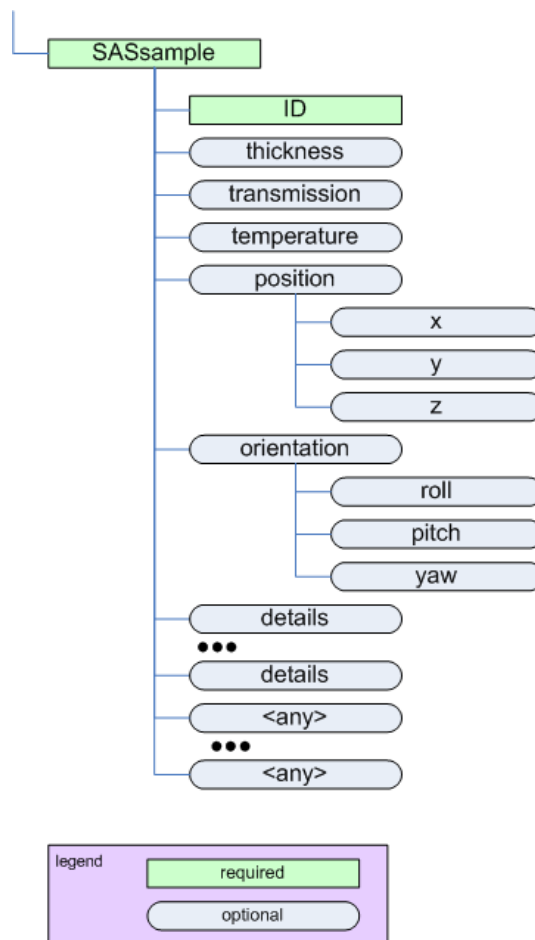 SASsample
ID
thickness
transmission
temperature
position
x
y
z
orientation
roll
pitch
yaw
details
•••
details
<any>
•••
<any>
legend
required
optional